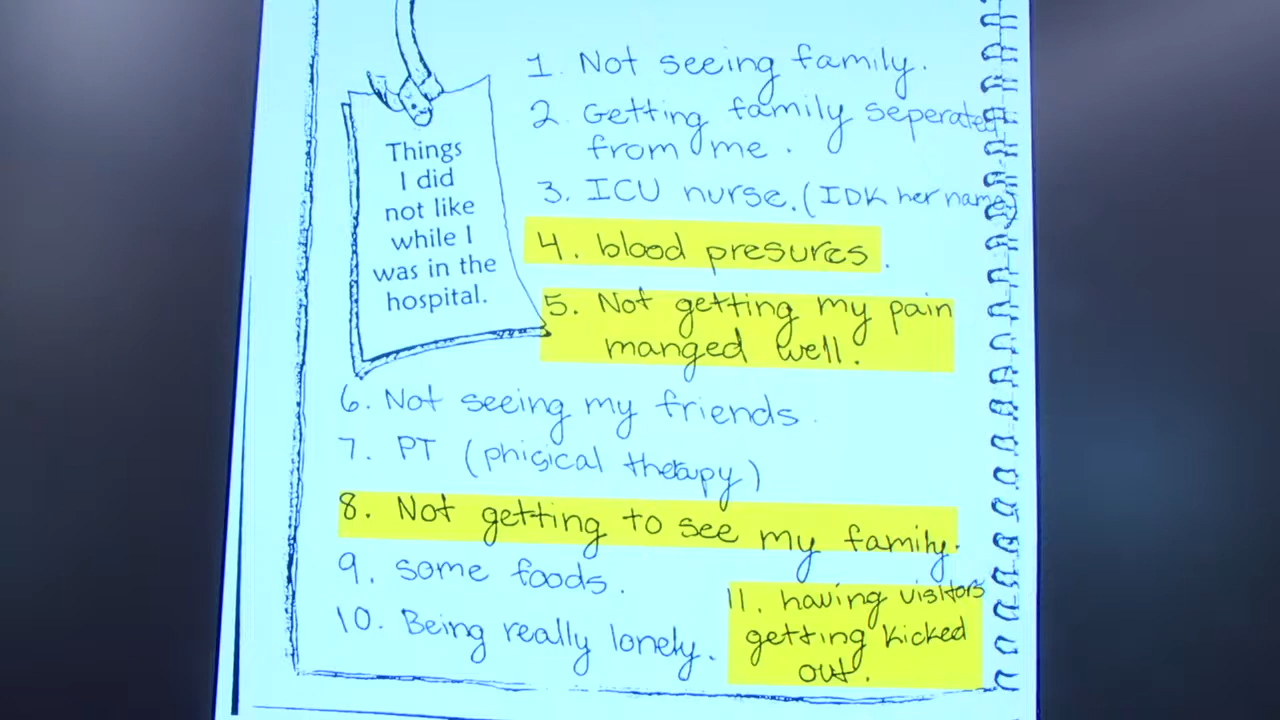 Things
I did
not like
while I
was in the
hospital.
1. Not seeing family.
2. Getting family seperated
from me.
3. ICU nurse. (IDK her name
4. blood presures.
5. Not getting my pain
manged well.
6. Not seeing my friends.
7. PT (phisical therapy)
8. Not getting to see my family.
9. some foods.
10. Being really lonely.
11. having visitors
getting kicked
out.